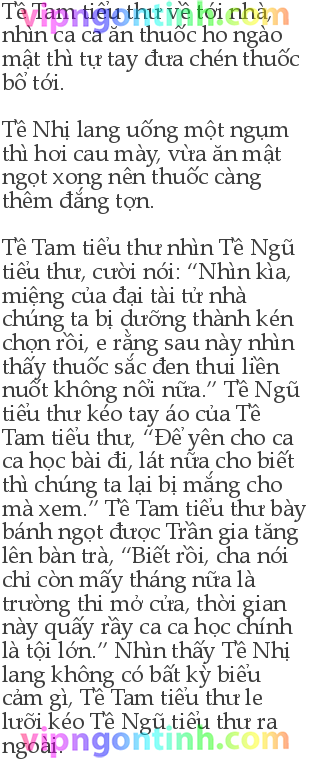 Tề Tam tiểu thư về tới nhà,
vipngontinh.com
nhìn ca ca ăn thuốc ho ngào
mật thì tự tay đưa chén thuốc
bổ tới.
Tề Nhị lang uống một ngụm
thì hơi cau mày, vừa ăn mật
ngọt xong nên thuốc càng
thêm đắng tợn.
Tề Tam tiểu thư nhìn Tề Ngũ
tiểu thư, cười nói: “Nhìn kìa,
miệng của đại tài tử nhà
chúng ta bị dưỡng thành kén
chọn rồi, e rằng sau này nhìn
thấy thuốc sắc đen thui liền
nuốt không nổi nữa.” Tề Ngũ
tiểu thư kéo tay áo của Tề
Tam tiểu thư, “Để yên cho ca
ca học bài đi, lát nữa cho biết
thì chúng ta lại bị mắng cho
mà xem.” Tề Tam tiểu thư bày
bánh ngọt được Trần gia tặng
lên bàn trà, “Biết rồi, cha nói
chỉ còn mấy tháng nữa là
trường thi mở cửa, thời gian
này quấy rầy ca ca học chính
là tội lớn.” Nhìn thấy Tề Nhị
lang không có bất kỳ biểu
cảm gì, Tề Tam tiểu thư le
lưỡi kéo Tề Ngũ tiểu thư ra
vipngontinh.com
ngoài.